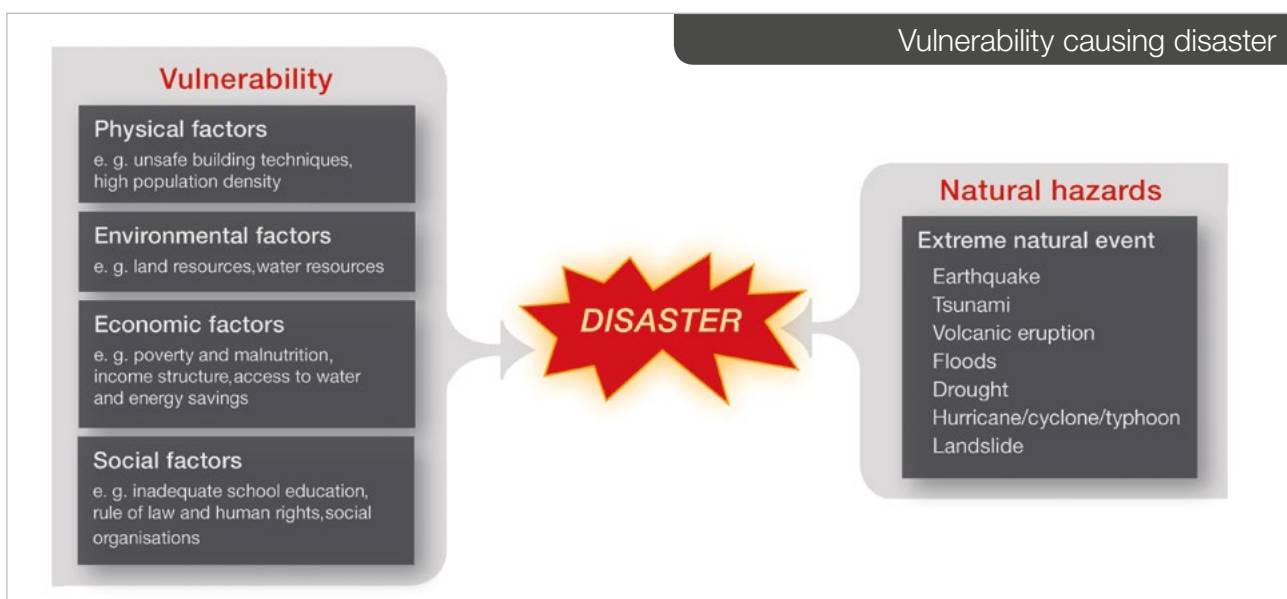 Vulnerability causing disaster
Vulnerability
Physical factors
e. g. unsafe building techniques,
high population density
Environmental factors
e. g. land resources,water resources
Economic factors
e. g. poverty and malnutrition,
income structure,access to water
and energy savings
Social factors
e. g. inadequate school education,
rule of law and human rights,social
organisations
DISASTER
Natural hazards
Extreme natural event
Earthquake
Tsunami
Volcanic eruption
Floods
Drought
Hurricane/cyclone/typhoon
Landslide